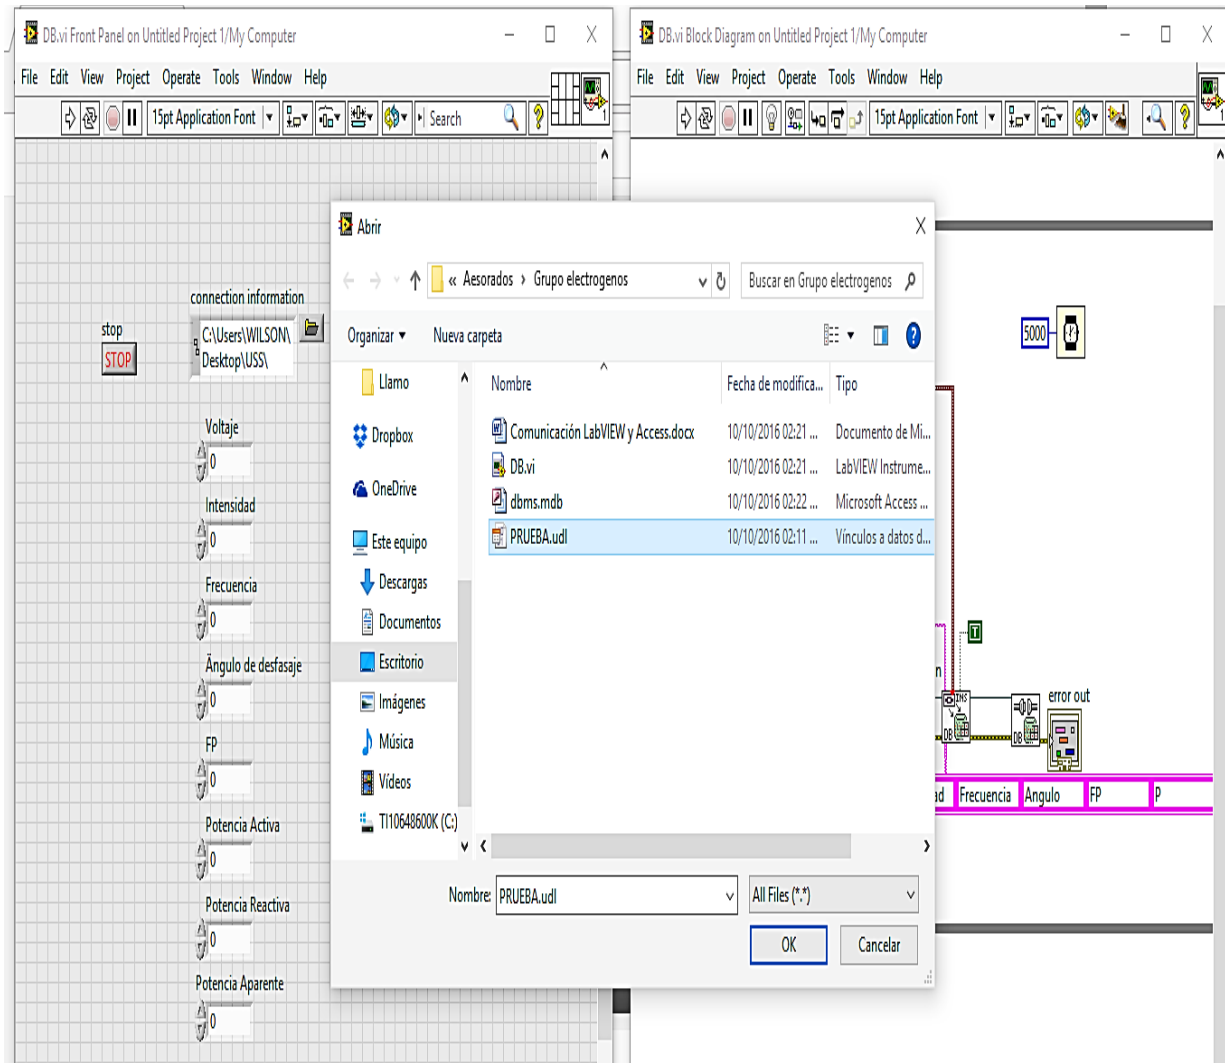 DB.vi Front Panel on Untitled Project 1/My Computer
File Edit View Project Operate Tools Window Help
15pt Application Font
Search
1
connection information
stop
STOP
C:\Users\WILSON\
Desktop\USS\
Voltaje
0
Intensidad
0
Frecuencia
0
Ängulo de desfasaje
0
FP
0
Potencia Activa
0
Potencia Reactiva
0
Potencia Aparente
0
Abrir
« Aesorados › Grupo electrogenos
Buscar en Grupo electrogenos
Organizar
Nueva carpeta
Llamo
Dropbox
OneDrive
Este equipo
Descargas
Documentos
Escritorio
Imágenes
Música
Vídeos
TI10648600K (C:)
Nombre Fecha de modifica... Tipo
Comunicación LabVIEW y Access.docx 10/10/2016 02:21 ... Documento de Mi...
DB.vi 10/10/2016 02:21 ... LabVIEW Instrume...
dbms.mdb 10/10/2016 02:22 ... Microsoft Access ...
PRUEBA.udl 10/10/2016 02:11 ... Vínculos a datos d...
Nombre: PRUEBA.udl
All Files (*.*)
OK
Cancelar
DB.vi Block Diagram on Untitled Project 1/My Computer
File Edit View Project Operate Tools Window Help
15pt Application Font
1
5000
T
n
INS
DB
DB
error out
ad Frecuencia Angulo FP P